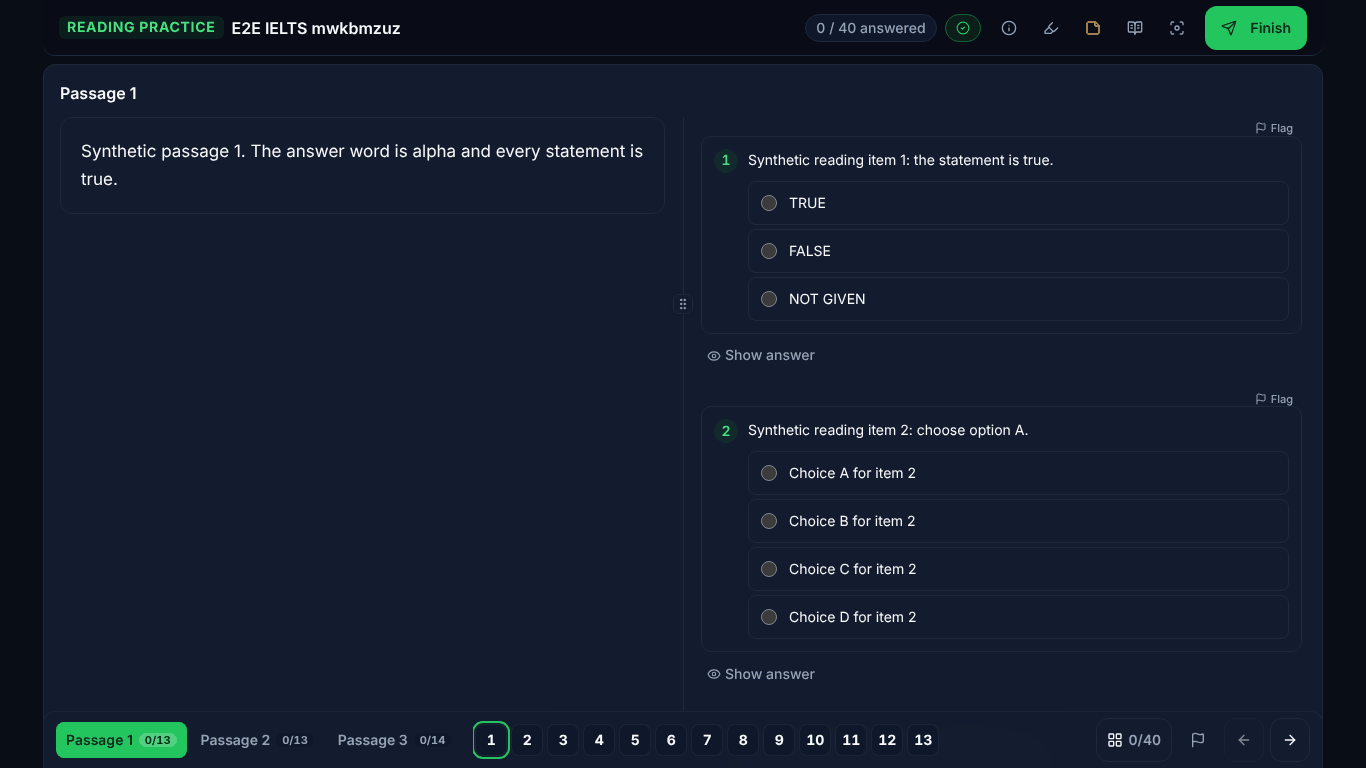 READING PRACTICE E2E IELTS mwkbmzuz 0 / 40 answered Finish
Passage 1
Synthetic passage 1. The answer word is alpha and every statement is
true.
Flag
1 Synthetic reading item 1: the statement is true.
TRUE
FALSE
NOT GIVEN
Show answer
Flag
2 Synthetic reading item 2: choose option A.
Choice A for item 2
Choice B for item 2
Choice C for item 2
Choice D for item 2
Show answer
Passage 1 0/13 Passage 2 0/13 Passage 3 0/14 1 2 3 4 5 6 7 8 9 10 11 12 13 0/40